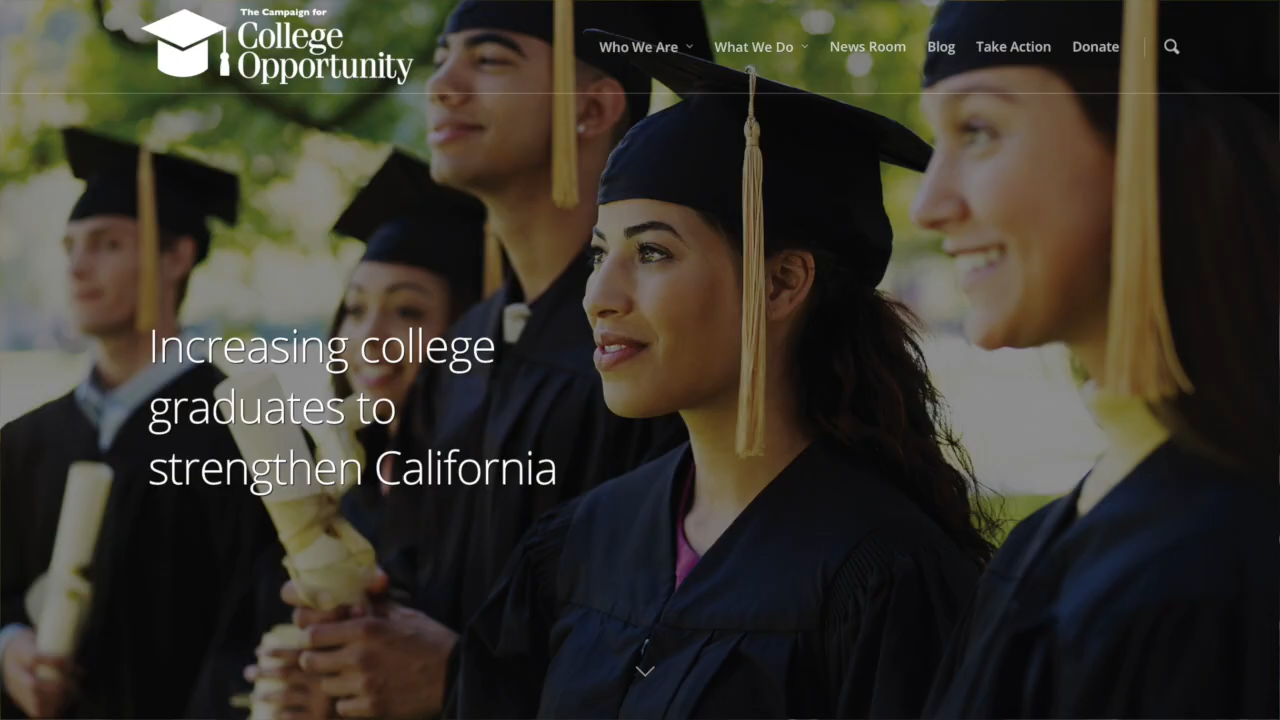 The Campaign for
College
Opportunity
Who We Are
What We Do
News Room
Blog
Take Action
Donate
Increasing college
graduates to
strengthen California